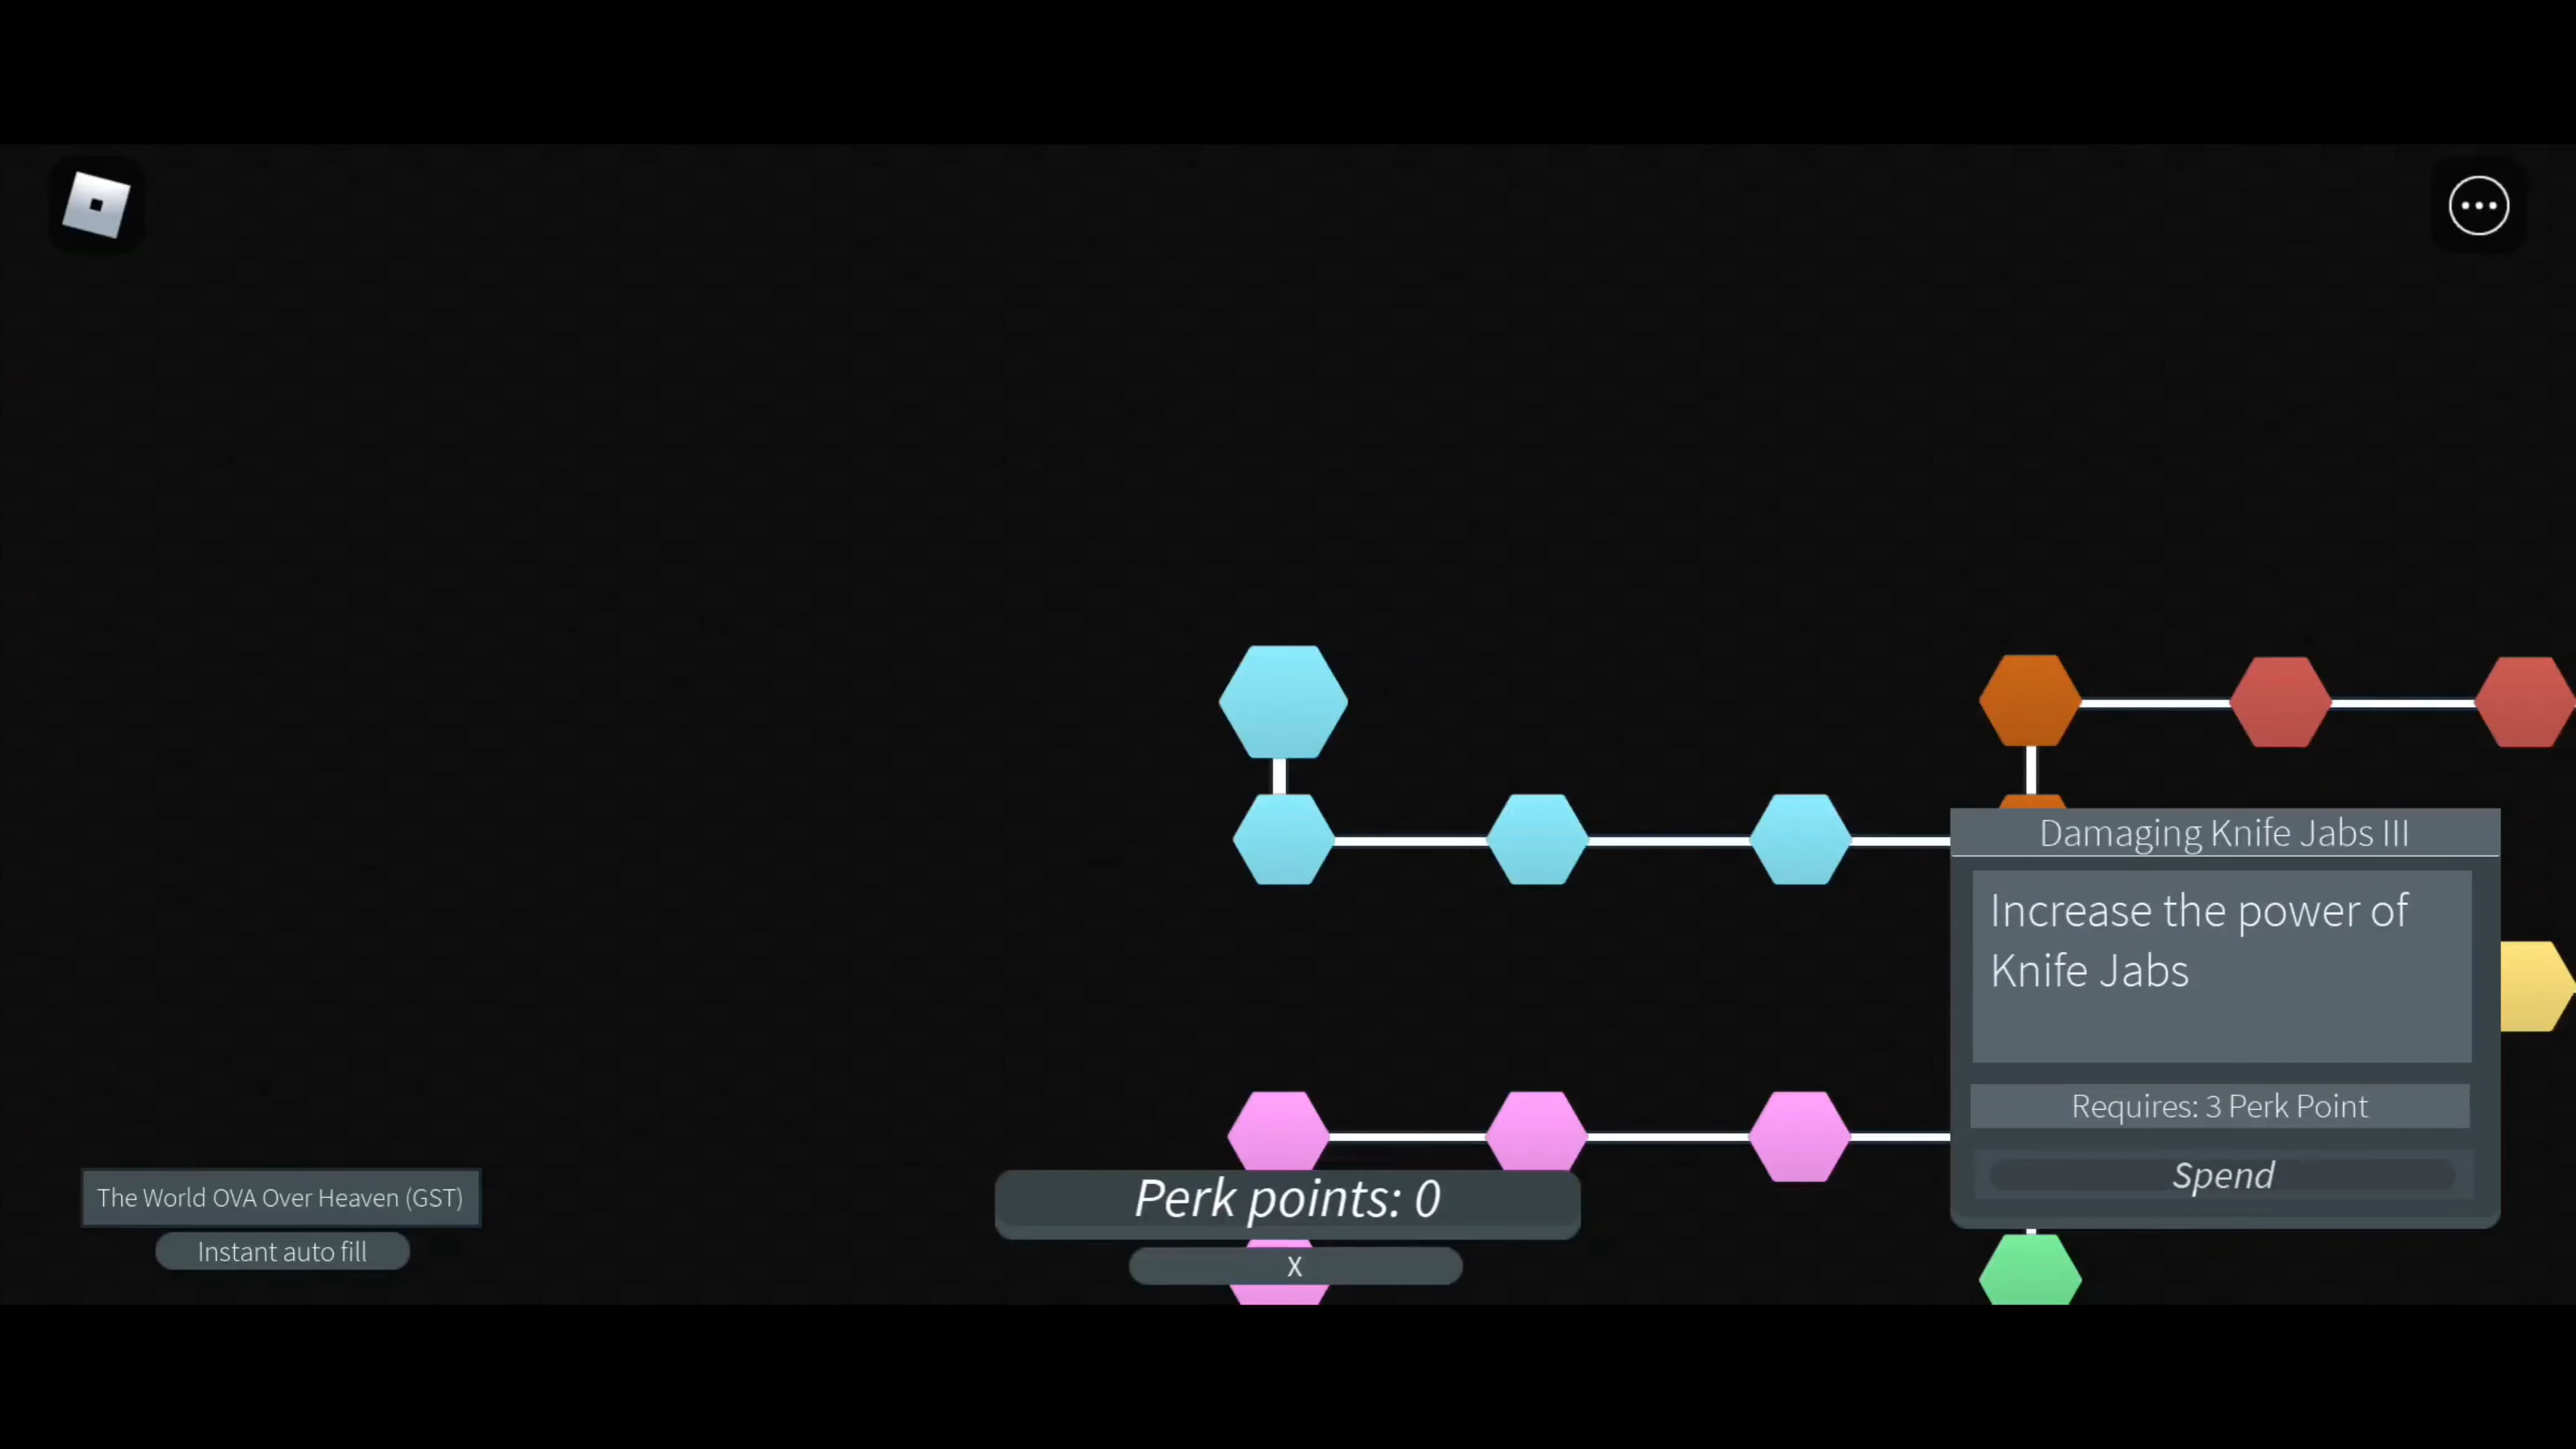 Damaging Knife Jabs III
Increase the power of
Knife Jabs
Requires: 3 Perk Point
Spend
The World OVA Over Heaven (GST)
Instant auto fill
Perk points: 0
X